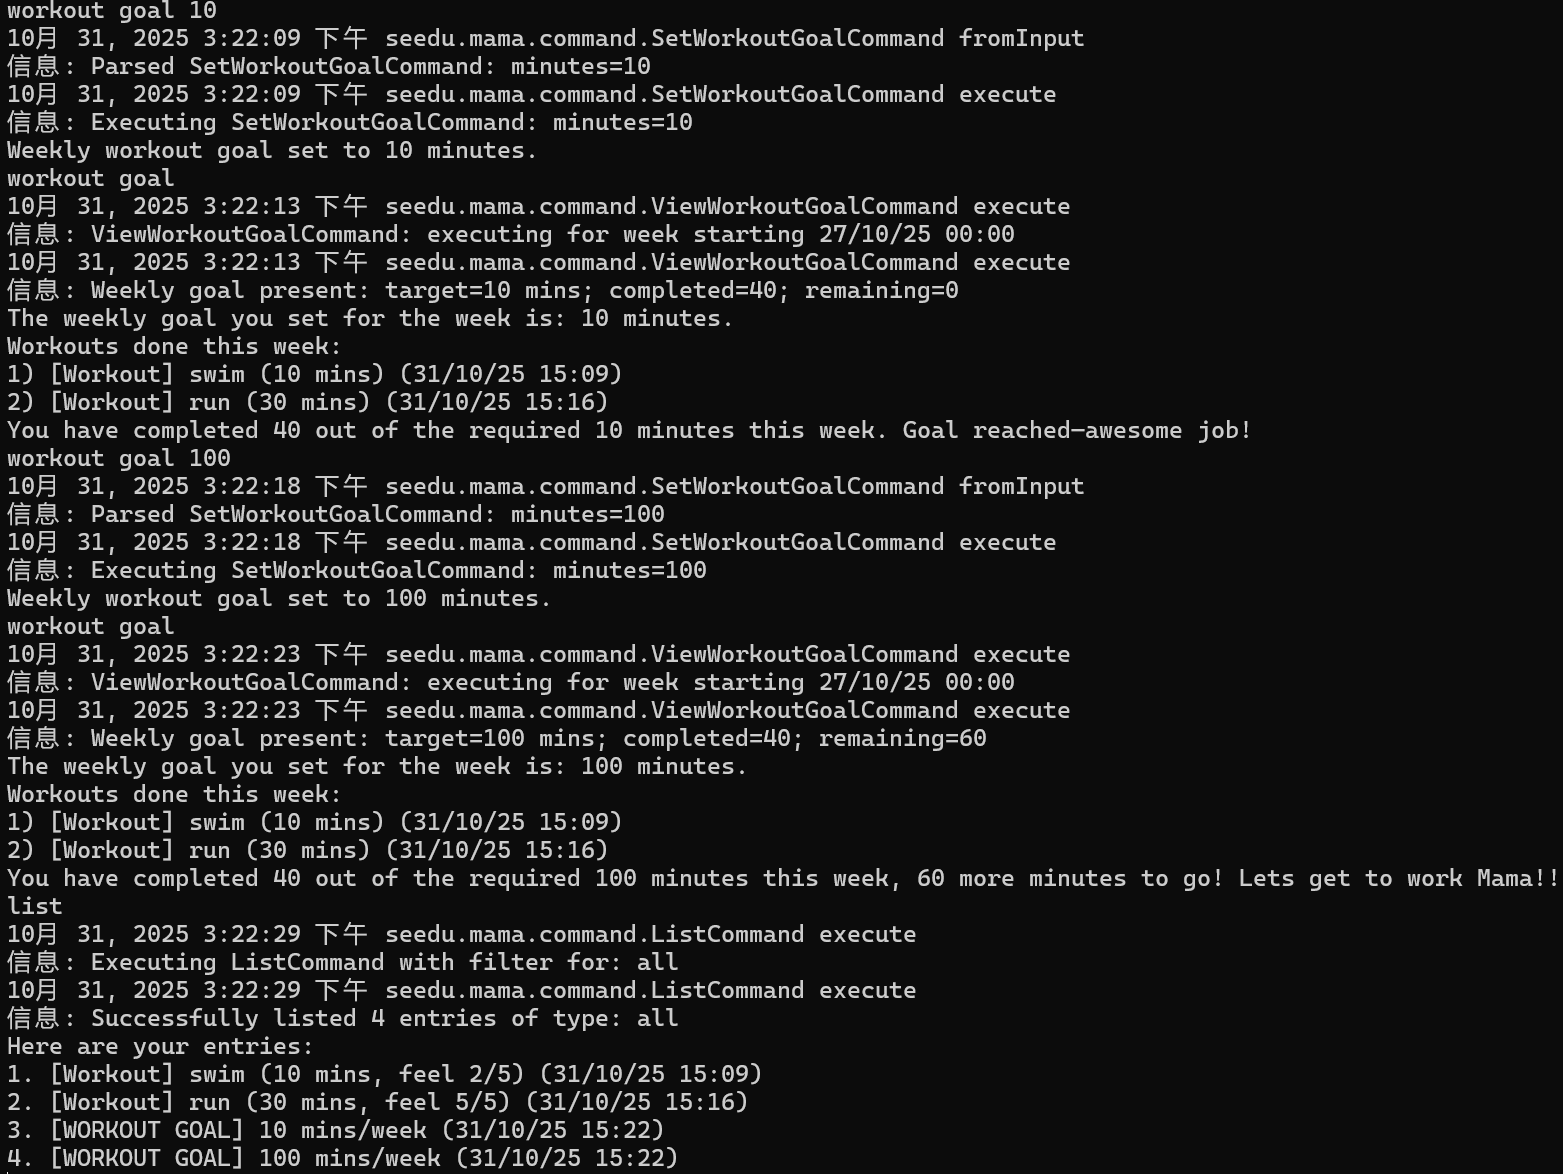 workout goal 10
10月 31, 2025 3:22:09 下午 seedu.mama.command.SetWorkoutGoalCommand fromInput
信息: Parsed SetWorkoutGoalCommand: minutes=10
10月 31, 2025 3:22:09 下午 seedu.mama.command.SetWorkoutGoalCommand execute
信息: Executing SetWorkoutGoalCommand: minutes=10
Weekly workout goal set to 10 minutes.
workout goal
10月 31, 2025 3:22:13 下午 seedu.mama.command.ViewWorkoutGoalCommand execute
信息: ViewWorkoutGoalCommand: executing for week starting 27/10/25 00:00
10月 31, 2025 3:22:13 下午 seedu.mama.command.ViewWorkoutGoalCommand execute
信息: Weekly goal present: target=10 mins; completed=40; remaining=0
The weekly goal you set for the week is: 10 minutes.
Workouts done this week:
1) [Workout] swim (10 mins) (31/10/25 15:09)
2) [Workout] run (30 mins) (31/10/25 15:16)
You have completed 40 out of the required 10 minutes this week. Goal reached—awesome job!
workout goal 100
10月 31, 2025 3:22:18 下午 seedu.mama.command.SetWorkoutGoalCommand fromInput
信息: Parsed SetWorkoutGoalCommand: minutes=100
10月 31, 2025 3:22:18 下午 seedu.mama.command.SetWorkoutGoalCommand execute
信息: Executing SetWorkoutGoalCommand: minutes=100
Weekly workout goal set to 100 minutes.
workout goal
10月 31, 2025 3:22:23 下午 seedu.mama.command.ViewWorkoutGoalCommand execute
信息: ViewWorkoutGoalCommand: executing for week starting 27/10/25 00:00
10月 31, 2025 3:22:23 下午 seedu.mama.command.ViewWorkoutGoalCommand execute
信息: Weekly goal present: target=100 mins; completed=40; remaining=60
The weekly goal you set for the week is: 100 minutes.
Workouts done this week:
1) [Workout] swim (10 mins) (31/10/25 15:09)
2) [Workout] run (30 mins) (31/10/25 15:16)
You have completed 40 out of the required 100 minutes this week, 60 more minutes to go! Lets get to work Mama!!
list
10月 31, 2025 3:22:29 下午 seedu.mama.command.ListCommand execute
信息: Executing ListCommand with filter for: all
10月 31, 2025 3:22:29 下午 seedu.mama.command.ListCommand execute
信息: Successfully listed 4 entries of type: all
Here are your entries:
1. [Workout] swim (10 mins, feel 2/5) (31/10/25 15:09)
2. [Workout] run (30 mins, feel 5/5) (31/10/25 15:16)
3. [WORKOUT GOAL] 10 mins/week (31/10/25 15:22)
4. [WORKOUT GOAL] 100 mins/week (31/10/25 15:22)